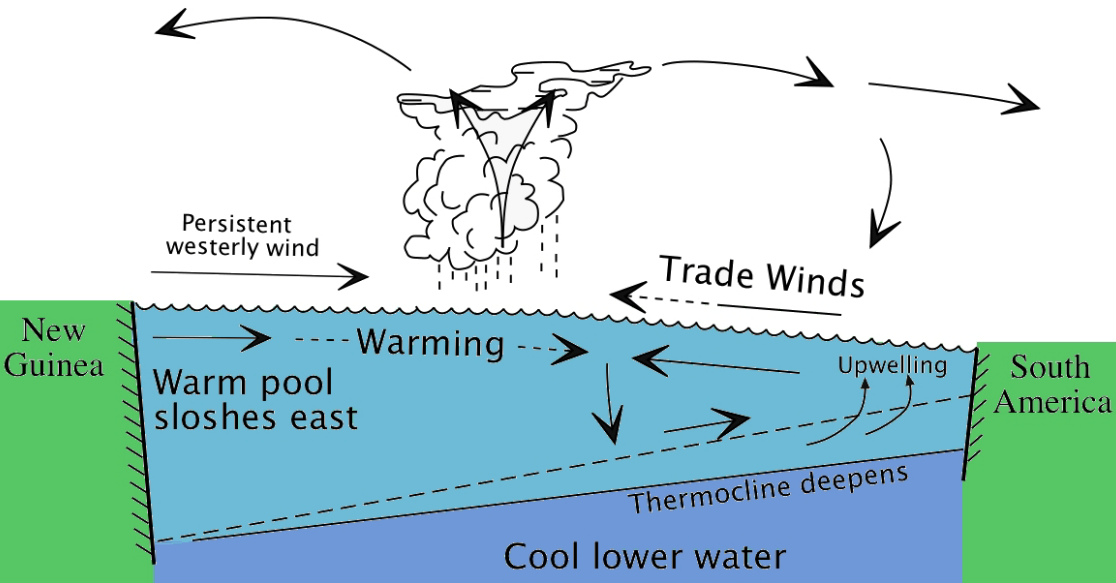 Persistent
westerly wind
Trade Winds
New
Guinea
Warming
Warm pool
sloshes east
Upwelling
South
America
Thermocline deepens
Cool lower water